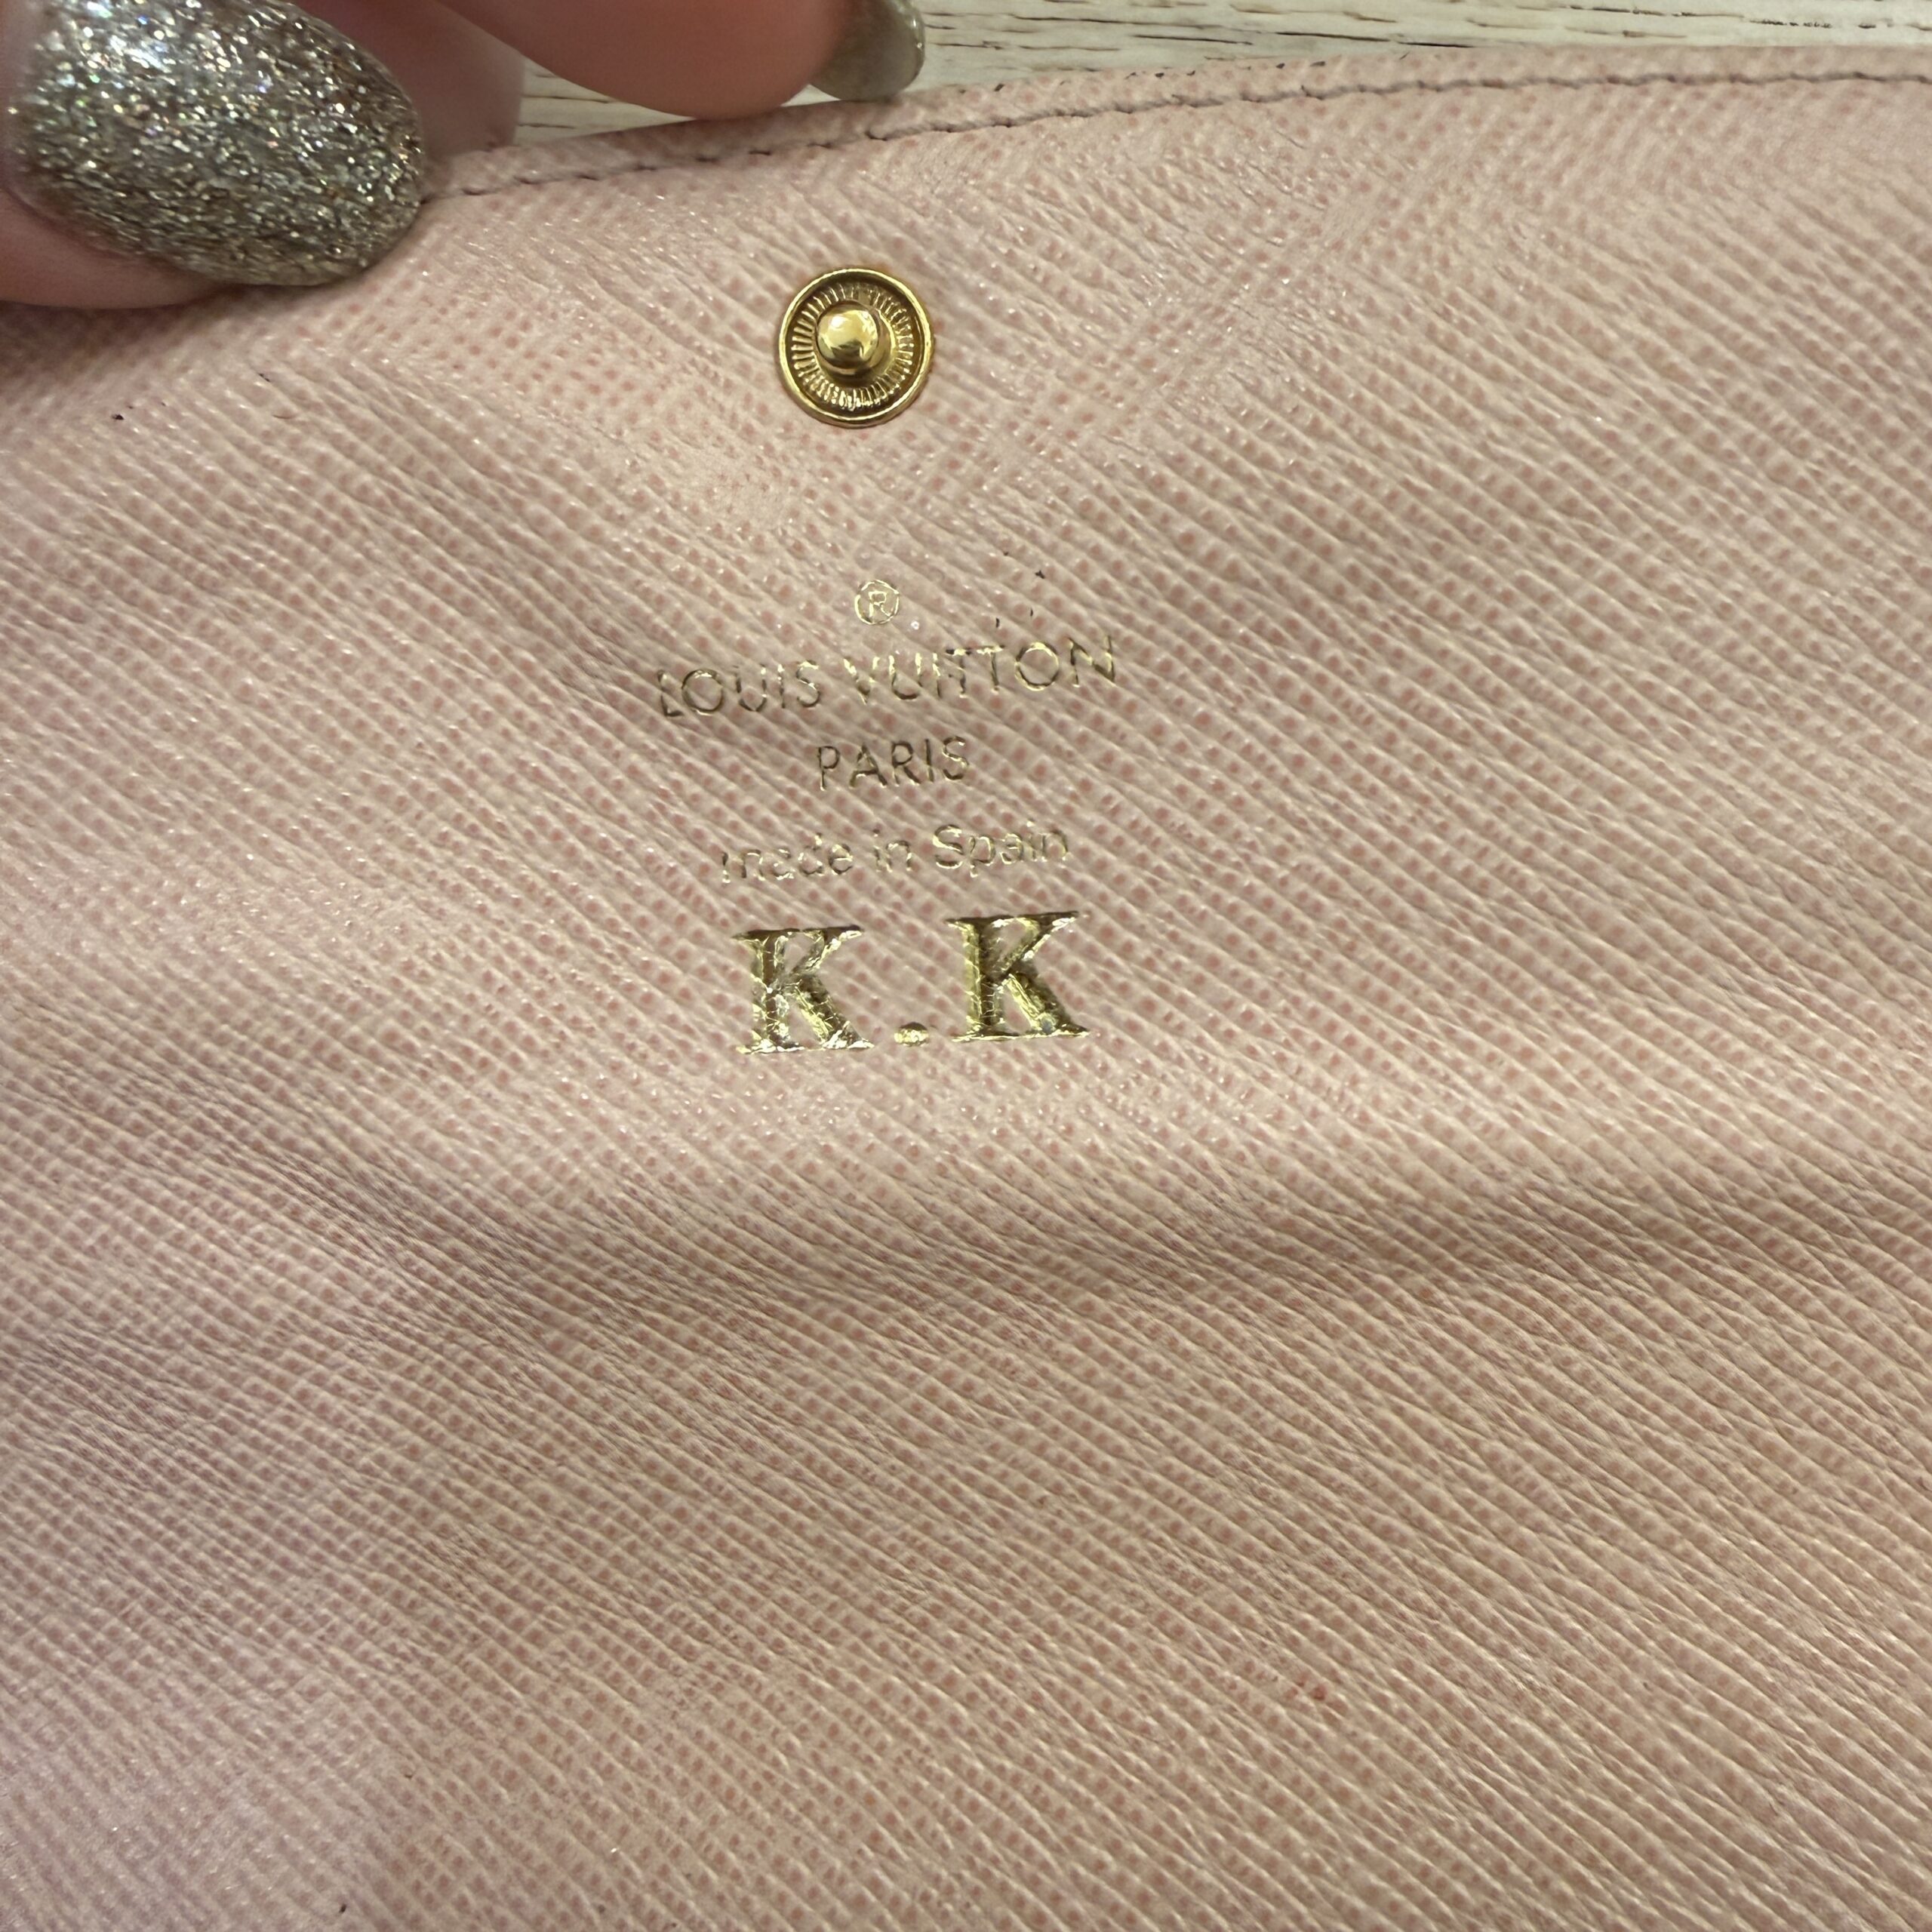 ®
LOUIS VUITTON
PARIS
made in Spain
K.K